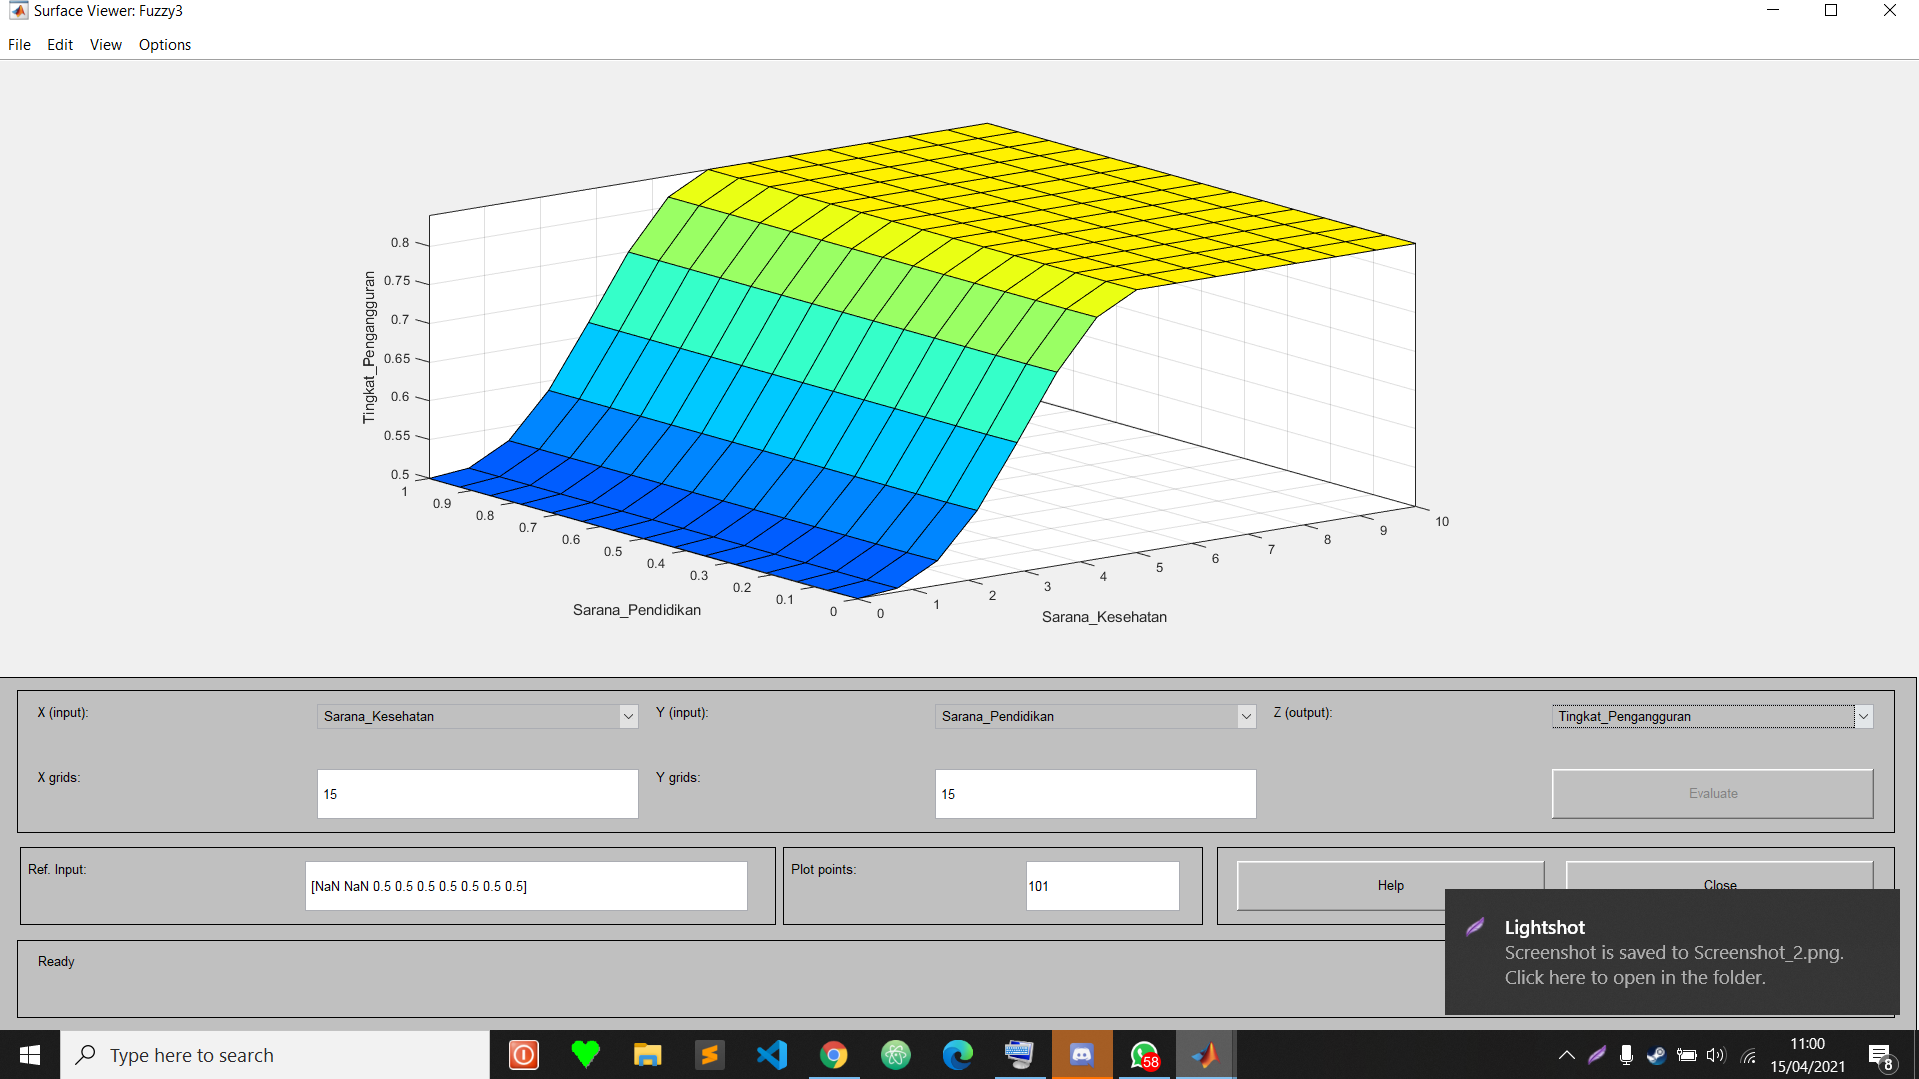 Surface Viewer: Fuzzy3
File Edit View Options
Tingkat_Pengangguran
0.8
0.75
0.7
0.65
0.6
0.55
0.5
1
0.9
0.8
0.7
0.6
0.5
0.4
0.3
0.2
0.1
0
Sarana_Pendidikan
0
1
2
3
4
5
6
7
8
9
10
Sarana_Kesehatan
X (input): Sarana_Kesehatan Y (input): Sarana_Pendidikan Z (output): Tingkat_Pengangguran
X grids: 15 Y grids: 15 Evaluate
Ref. Input: [NaN NaN 0.5 0.5 0.5 0.5 0.5 0.5 0.5] Plot points: 101 Help Close
Ready
Lightshot
Screenshot is saved to Screenshot_2.png.
Click here to open in the folder.
Type here to search
58
11:00
15/04/2021
8